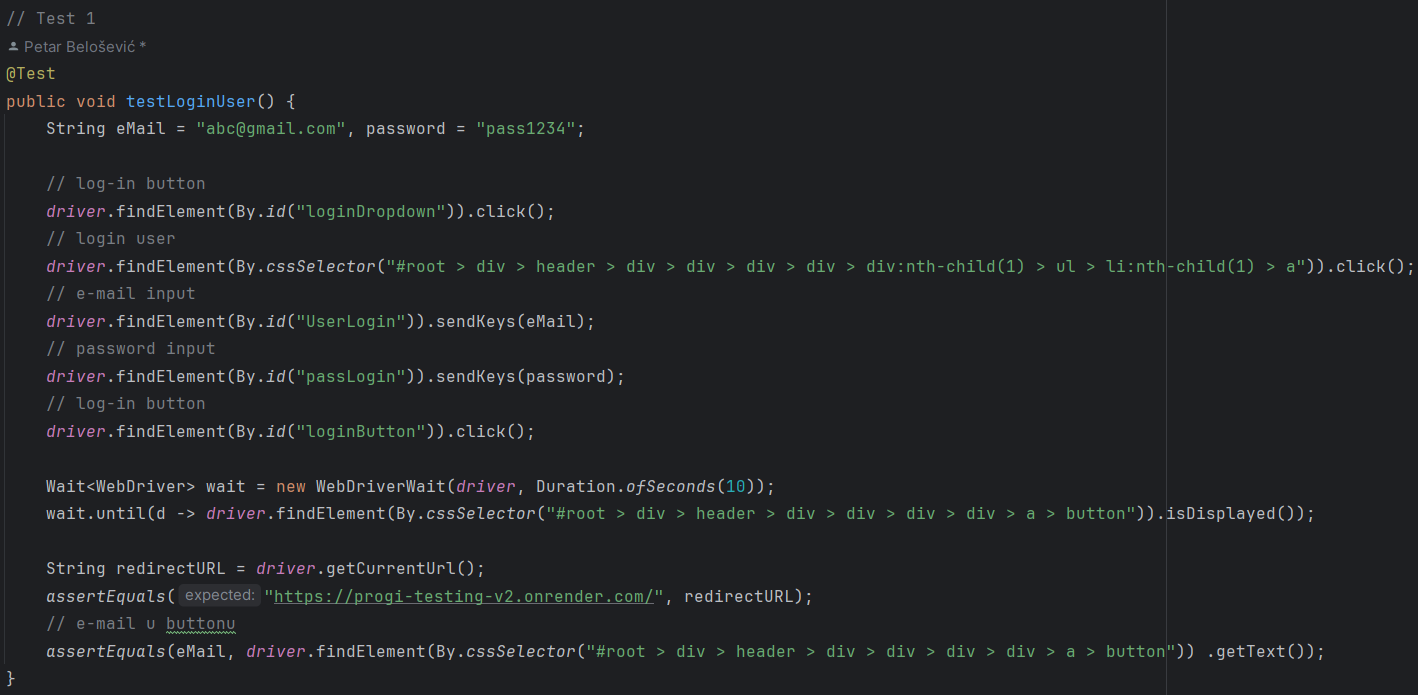 // Test 1
Petar Belošević *
@Test
public void testLoginUser() {
    String eMail = "abc@gmail.com", password = "pass1234";

    // log-in button
    driver.findElement(By.id("loginDropdown")).click();
    // login user
    driver.findElement(By.cssSelector("#root > div > header > div > div > div > div > div:nth-child(1) > ul > li:nth-child(1) > a")).click();
    // e-mail input
    driver.findElement(By.id("UserLogin")).sendKeys(eMail);
    // password input
    driver.findElement(By.id("passLogin")).sendKeys(password);
    // log-in button
    driver.findElement(By.id("loginButton")).click();

    Wait<WebDriver> wait = new WebDriverWait(driver, Duration.ofSeconds(10));
    wait.until(d -> driver.findElement(By.cssSelector("#root > div > header > div > div > div > div > a > button")).isDisplayed());

    String redirectURL = driver.getCurrentUrl();
    assertEquals( expected: "https://progi-testing-v2.onrender.com/", redirectURL);
    // e-mail u buttonu
    assertEquals(eMail, driver.findElement(By.cssSelector("#root > div > header > div > div > div > div > a > button")) .getText());
}